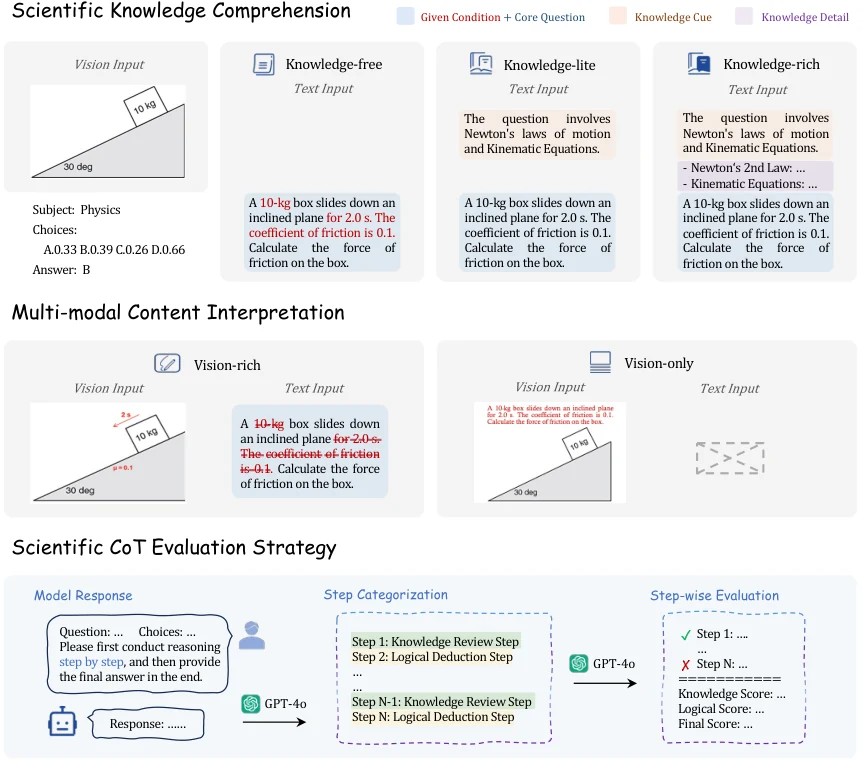 Scientific Knowledge Comprehension
Given Condition + Core Question
Knowledge Cue
Knowledge Detail
Vision Input
10 kg
30 deg
Subject: Physics
Choices:
A.0.33 B.0.39 C.0.26 D.0.66
Answer: B
Knowledge-free
Text Input
A 10-kg box slides down an
inclined plane for 2.0 s. The
coefficient of friction is 0.1.
Calculate the force of
friction on the box.
Knowledge-lite
Text Input
The question involves
Newton's laws of motion
and Kinematic Equations.
A 10-kg box slides down an
inclined plane for 2.0 s. The
coefficient of friction is 0.1.
Calculate the force of
friction on the box.
Knowledge-rich
Text Input
The question involves
Newton's laws of motion
and Kinematic Equations.
- Newton's 2nd Law: ...
- Kinematic Equations: ...
A 10-kg box slides down an
inclined plane for 2.0 s. The
coefficient of friction is 0.1.
Calculate the force of
friction on the box.
Multi-modal Content Interpretation
Vision-rich
Vision Input
2 s
10 kg
μ=0.1
30 deg
Text Input
A 10-kg box slides down
an inclined plane for 2.0 s.
The coefficient of friction
is 0.1. Calculate the force
of friction on the box.
Vision-only
Vision Input
A 10-kg box slides down an inclined plane
for 2.0 s. The coefficient of friction is 0.1.
Calculate the force of friction on the box.
10 kg
30 deg
Text Input
Scientific CoT Evaluation Strategy
Model Response
Question: ... Choices: ...
Please first conduct reasoning
step by step, and then provide
the final answer in the end.
Response: ......
GPT-4o
Step Categorization
Step 1: Knowledge Review Step
Step 2: Logical Deduction Step
...
...
Step N-1: Knowledge Review Step
Step N: Logical Deduction Step
GPT-4o
Step-wise Evaluation
✓ Step 1: ....
...
✗ Step N: ...
===========
Knowledge Score: ...
Logical Score: ...
Final Score: ...